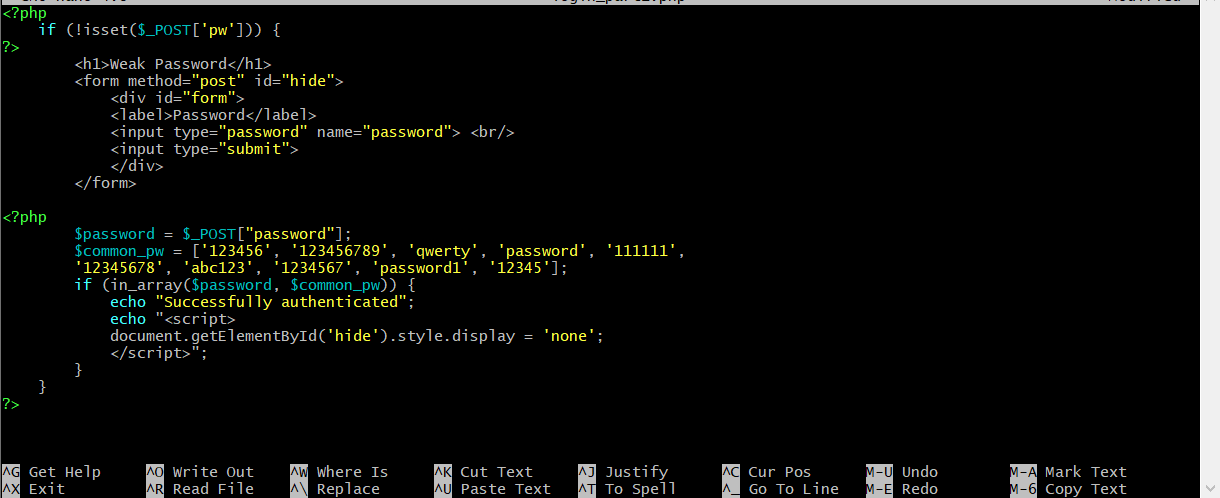 <?php
    if (!isset($_POST['pw'])) {
?>
        <h1>Weak Password</h1>
        <form method="post" id="hide">
            <div id="form">
            <label>Password</label>
            <input type="password" name="password"> <br/>
            <input type="submit">
            </div>
        </form>

<?php
        $password = $_POST["password"];
        $common_pw = ['123456', '123456789', 'qwerty', 'password', '111111',
        '12345678', 'abc123', '1234567', 'password1', '12345'];
        if (in_array($password, $common_pw)) {
            echo "Successfully authenticated";
            echo "<script>
            document.getElementById('hide').style.display = 'none';
            </script>";
        }
    }
?>
^G Get Help ^O Write Out ^W Where Is ^K Cut Text ^J Justify ^C Cur Pos M-U Undo M-A Mark Text
^X Exit ^R Read File ^\ Replace ^U Paste Text ^T To Spell ^_ Go To Line M-E Redo M-6 Copy Text